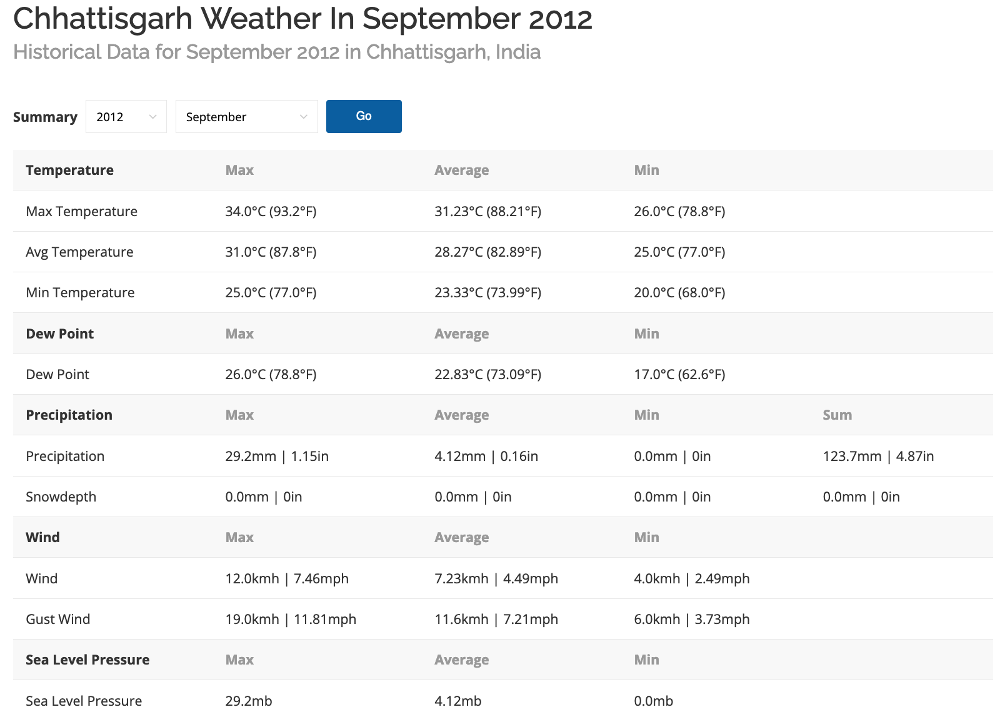 Chhattisgarh Weather In September 2012
Historical Data for September 2012 in Chhattisgarh, India
Summary 2012 September Go
Temperature Max Average Min
Max Temperature 34.0°C (93.2°F) 31.23°C (88.21°F) 26.0°C (78.8°F)
Avg Temperature 31.0°C (87.8°F) 28.27°C (82.89°F) 25.0°C (77.0°F)
Min Temperature 25.0°C (77.0°F) 23.33°C (73.99°F) 20.0°C (68.0°F)
Dew Point Max Average Min
Dew Point 26.0°C (78.8°F) 22.83°C (73.09°F) 17.0°C (62.6°F)
Precipitation Max Average Min Sum
Precipitation 29.2mm | 1.15in 4.12mm | 0.16in 0.0mm | 0in 123.7mm | 4.87in
Snowdepth 0.0mm | 0in 0.0mm | 0in 0.0mm | 0in 0.0mm | 0in
Wind Max Average Min
Wind 12.0kmh | 7.46mph 7.23kmh | 4.49mph 4.0kmh | 2.49mph
Gust Wind 19.0kmh | 11.81mph 11.6kmh | 7.21mph 6.0kmh | 3.73mph
Sea Level Pressure Max Average Min
Sea Level Pressure 29.2mb 4.12mb 0.0mb